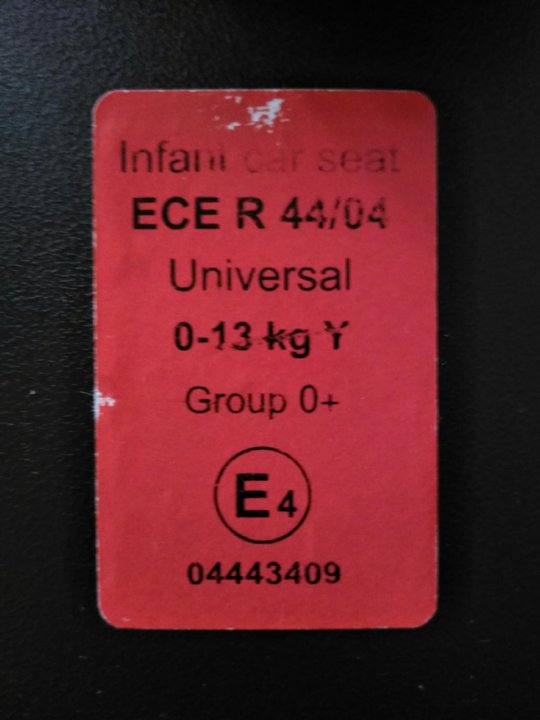 Infant car seat
ECE R 44/04
Universal
0-13 kg Y
Group 0+
E4
04443409